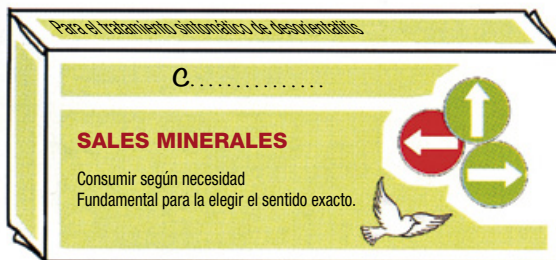 Para el tratamiento sintomático de desorientatitis
C..............
SALES MINERALES
Consumir según necesidad
Fundamental para la elegir el sentido exacto.